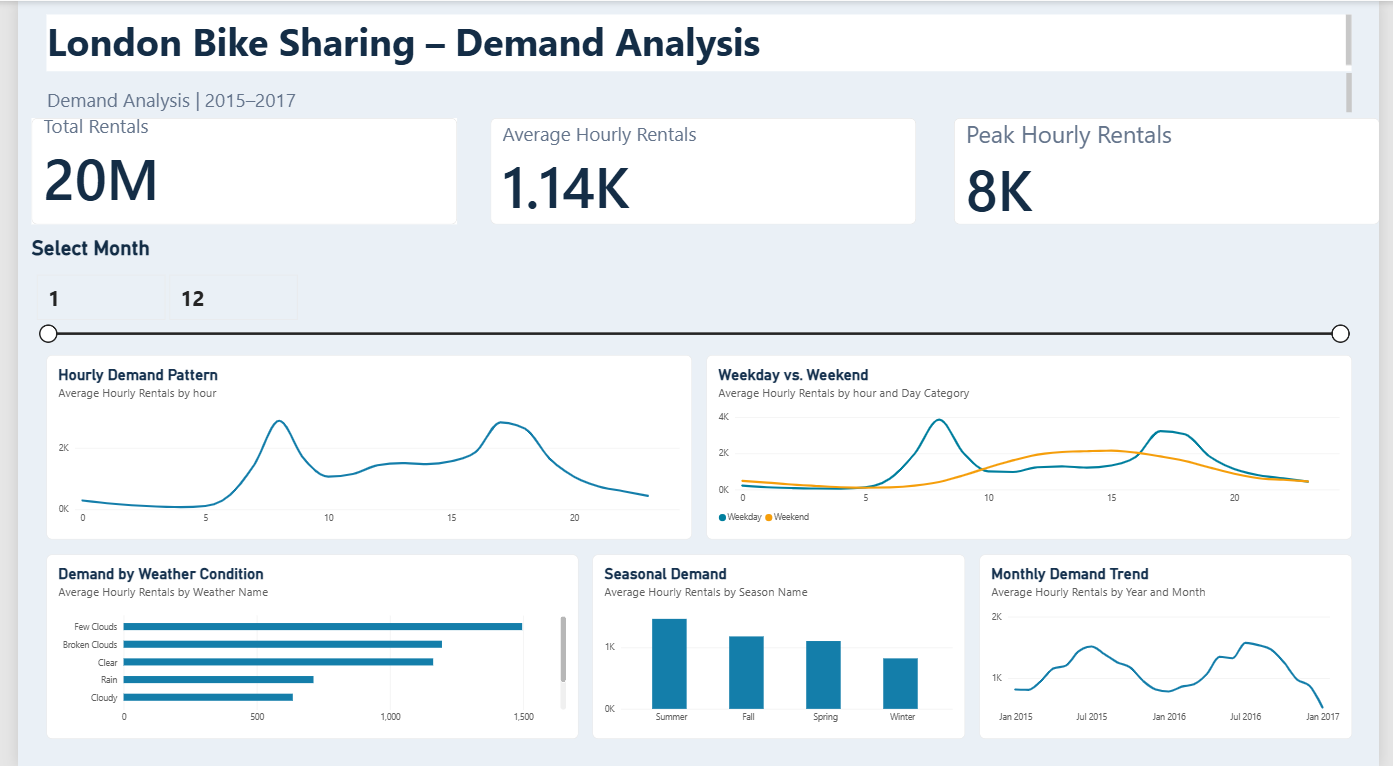 London Bike Sharing – Demand Analysis
Demand Analysis | 2015–2017
Total Rentals
20M
Average Hourly Rentals
1.14K
Peak Hourly Rentals
8K
Select Month
1 12
Hourly Demand Pattern
Average Hourly Rentals by hour
2K
0K
0 5 10 15 20
Weekday vs. Weekend
Average Hourly Rentals by hour and Day Category
4K
2K
0K
0 5 10 15 20
Weekday Weekend
Demand by Weather Condition
Average Hourly Rentals by Weather Name
Few Clouds
Broken Clouds
Clear
Rain
Cloudy
0 500 1,000 1,500
Seasonal Demand
Average Hourly Rentals by Season Name
1K
0K
Summer Fall Spring Winter
Monthly Demand Trend
Average Hourly Rentals by Year and Month
2K
1K
Jan 2015 Jul 2015 Jan 2016 Jul 2016 Jan 2017